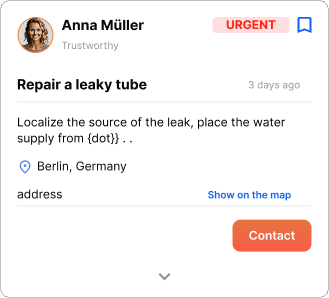 Anna Müller
URGENT
Trustworthy
Repair a leaky tube
3 days ago
Localize the source of the leak, place the water
supply from {dot}} . .
Berlin, Germany
address
Show on the map
Contact